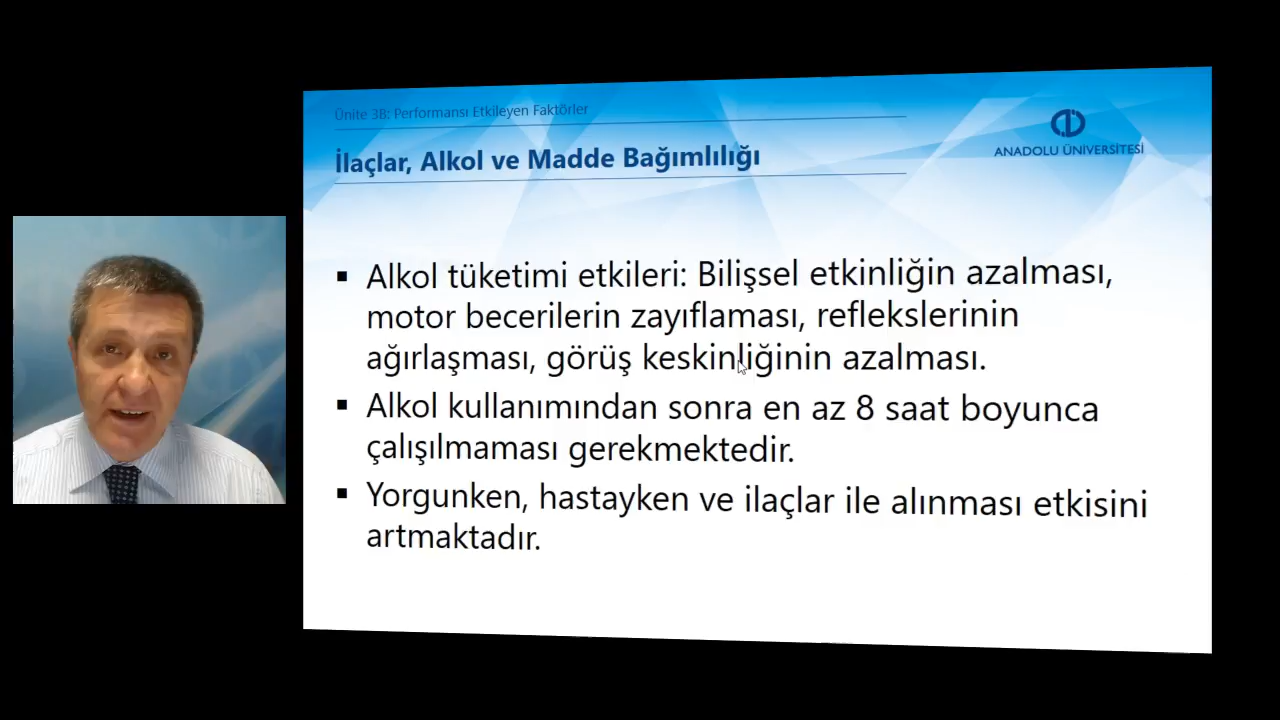 Ünite 3B: Performansı Etkileyen Faktörler
İlaçlar, Alkol ve Madde Bağımlılığı
ANADOLU ÜNİVERSİTESİ
▪ Alkol tüketimi etkileri: Bilişsel etkinliğin azalması,
motor becerilerin zayıflaması, reflekslerinin
ağırlaşması, görüş keskinliğinin azalması.
▪ Alkol kullanımından sonra en az 8 saat boyunca
çalışılmaması gerekmektedir.
▪ Yorgunken, hastayken ve ilaçlar ile alınması etkisini
artmaktadır.